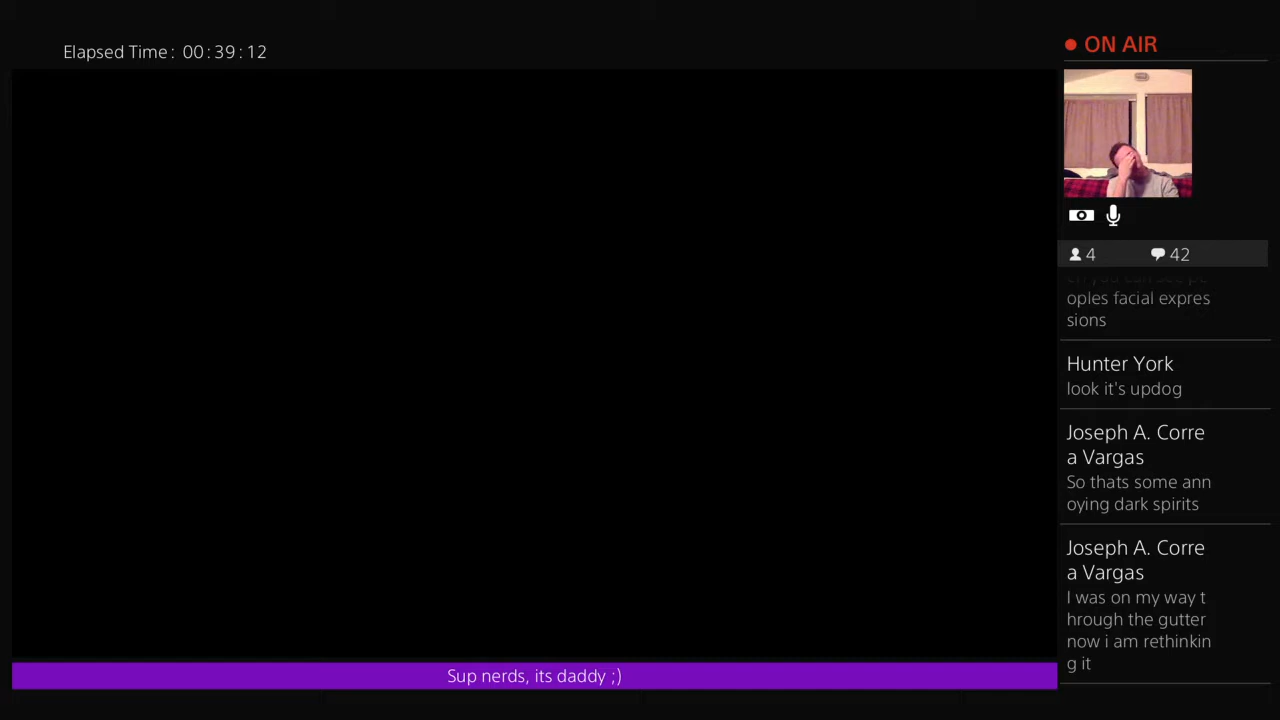 Elapsed Time: 00:39:12
ON AIR
4 42
oples facial expres
sions
Hunter York
look it's updog
Joseph A. Corre
a Vargas
So thats some ann
oying dark spirits
Joseph A. Corre
a Vargas
I was on my way t
hrough the gutter
now i am rethinkin
g it
Sup nerds, its daddy ;)